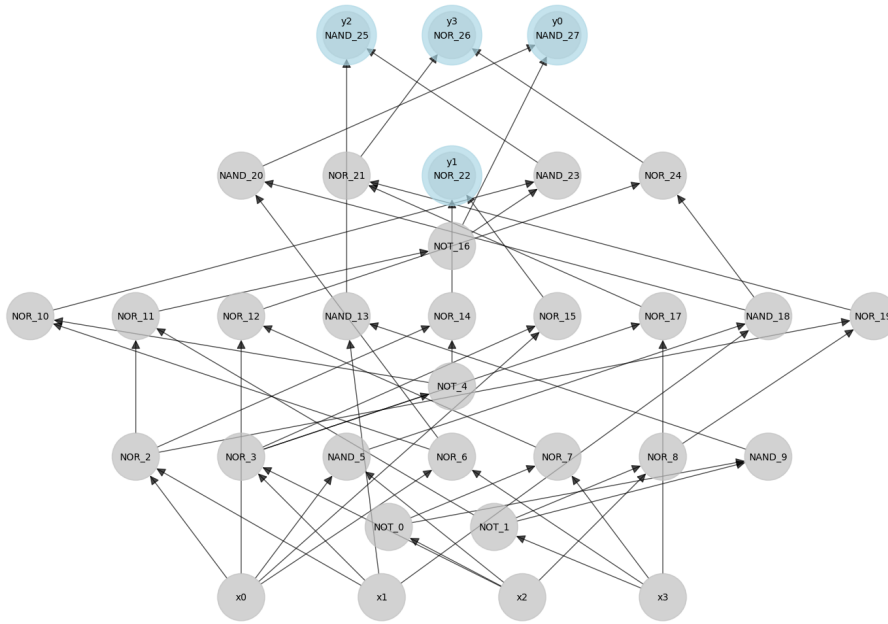 y2
NAND_25
y3
NOR_26
y0
NAND_27
NAND_20
NOR_21
y1
NOR_22
NAND_23
NOR_24
NOT_16
NOR_10
NOR_11
NOR_12
NAND_13
NOR_14
NOR_15
NOR_17
NAND_18
NOR_19
NOT_4
NOR_2
NOR_3
NAND_5
NOR_6
NOR_7
NOR_8
NAND_9
NOT_0
NOT_1
x0
x1
x2
x3